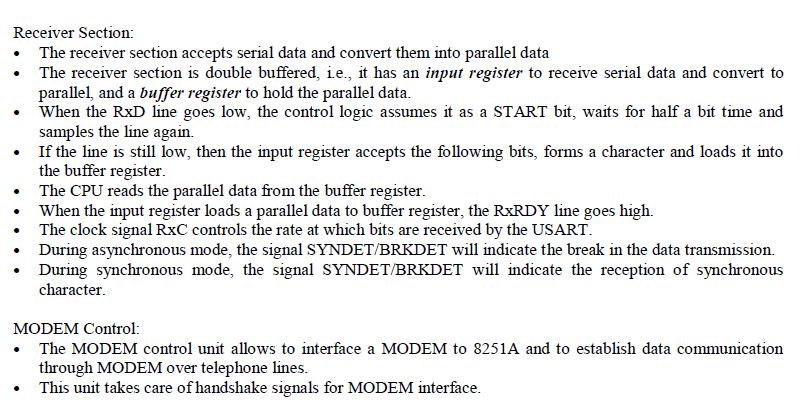 Receiver Section:
• The receiver section accepts serial data and convert them into parallel data
• The receiver section is double buffered, i.e., it has an input register to receive serial data and convert to
parallel, and a buffer register to hold the parallel data.
• When the RxD line goes low, the control logic assumes it as a START bit, waits for half a bit time and
samples the line again.
• If the line is still low, then the input register accepts the following bits, forms a character and loads it into
the buffer register.
• The CPU reads the parallel data from the buffer register.
• When the input register loads a parallel data to buffer register, the RxRDY line goes high.
• The clock signal RxC controls the rate at which bits are received by the USART.
• During asynchronous mode, the signal SYNDET/BRKDET will indicate the break in the data transmission.
• During synchronous mode, the signal SYNDET/BRKDET will indicate the reception of synchronous
character.
MODEM Control:
• The MODEM control unit allows to interface a MODEM to 8251A and to establish data communication
through MODEM over telephone lines.
• This unit takes care of handshake signals for MODEM interface.